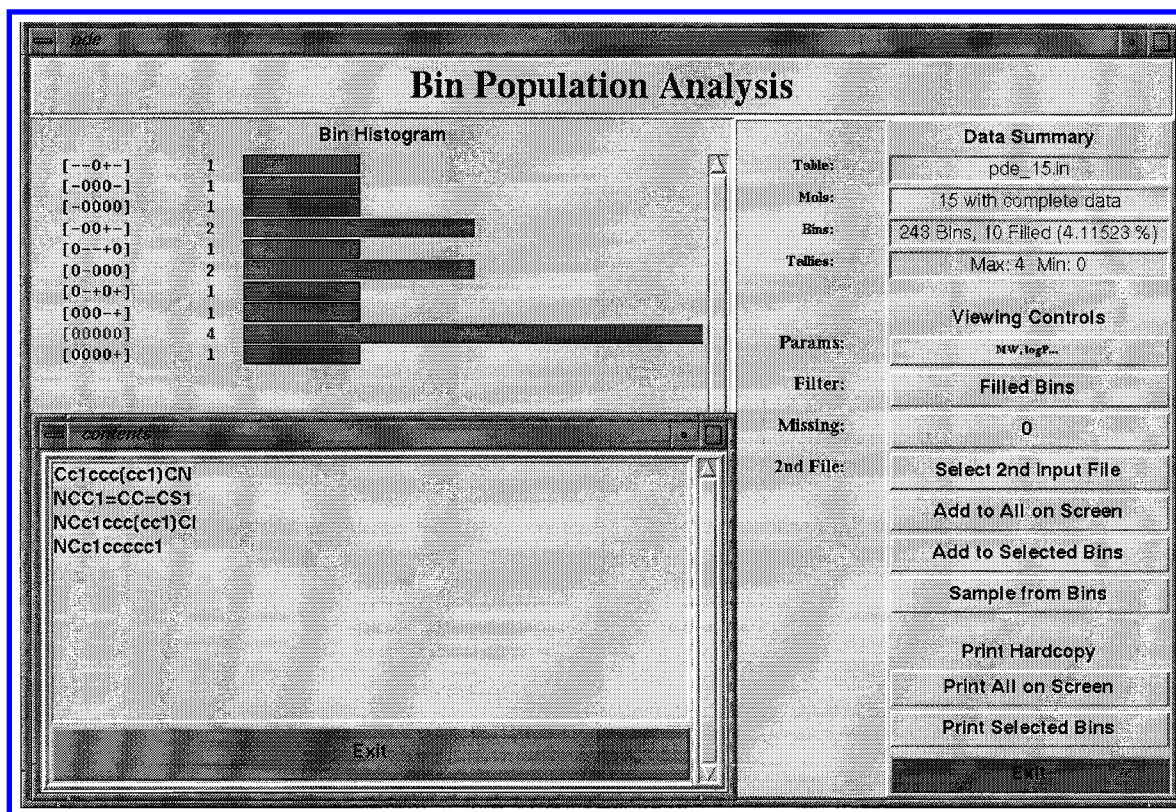 pde
Bin Population Analysis
Bin Histogram
[--0+-] 1
[-000-] 1
[-0000] 1
[-00+-] 2
[0--+0] 1
[0-000] 2
[0-+0+] 1
[000-+] 1
[00000] 4
[0000+] 1
contents
Cc1ccc(cc1)CN
NCC1=CC=CS1
NCc1ccc(cc1)Cl
NCc1ccccc1
Exit
Data Summary
Table: pde_15.in
Mols: 15 with complete data
Bins: 243 Bins, 10 Filled (4.11523 %)
Tallies: Max: 4 Min: 0
Viewing Controls
Params: MW, logP...
Filter: Filled Bins
Missing: 0
2nd File: Select 2nd Input File
Add to All on Screen
Add to Selected Bins
Sample from Bins
Print Hardcopy
Print All on Screen
Print Selected Bins
Exit